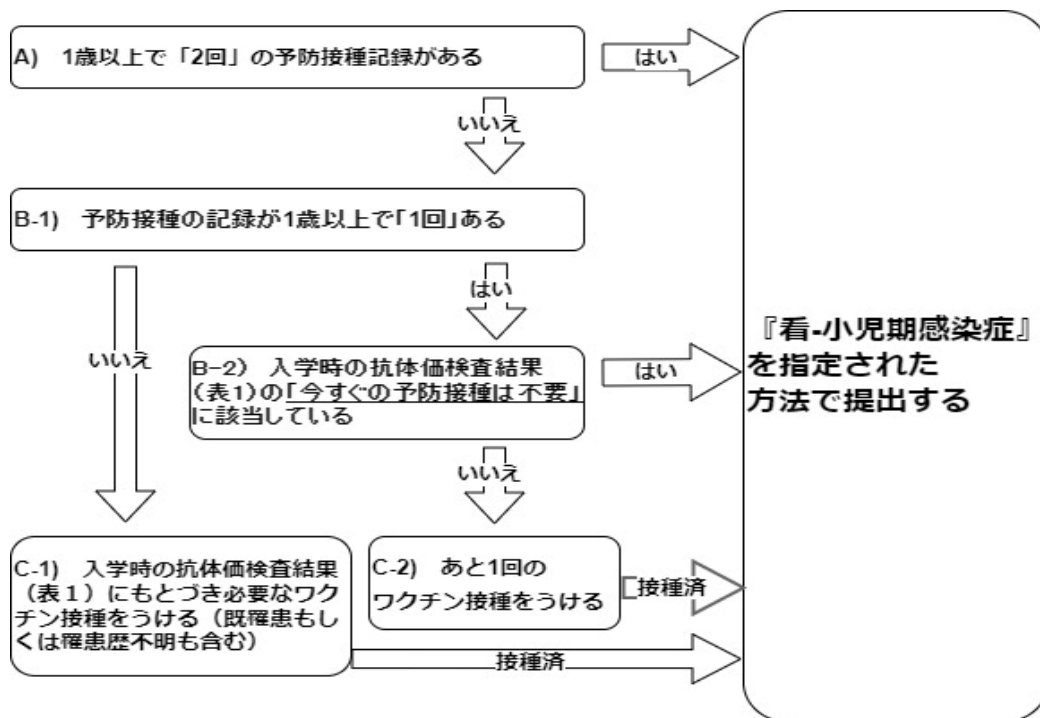 A) 1歳以上で「2回」の予防接種記録がある
はい
いいえ
B-1) 予防接種の記録が1歳以上で「1回」ある
はい
いいえ
B-2) 入学時の抗体価検査結果
(表1)の「今すぐの予防接種は不要」
に該当している
はい
いいえ
『看-小児期感染症』
を指定された
方法で提出する
C-1) 入学時の抗体価検査結果
(表１)にもとづき必要なワク
チン接種をうける（既罹患もし
くは罹患歴不明も含む）
C-2) あと1回の
ワクチン接種をうける
接種済
接種済